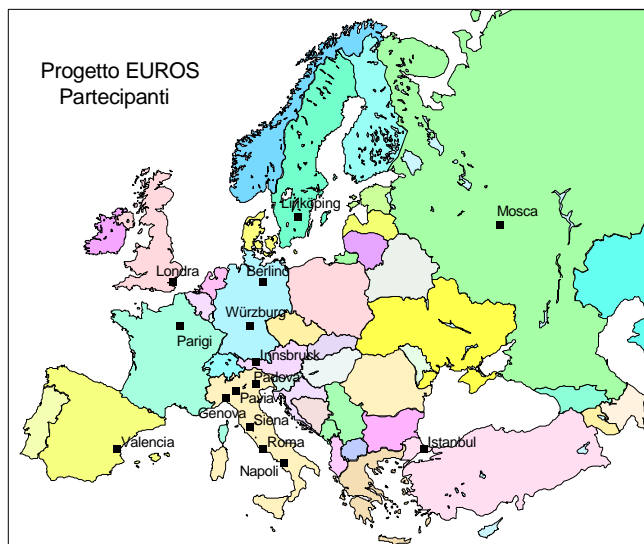 Progetto EUROS
Partecipanti
Linköping
Mosca
Londra
Berlino
Würzburg
Parigi
Innsbruck
Padova
Pavia
Genova
Siena
Valencia
Roma
Istanbul
Napoli